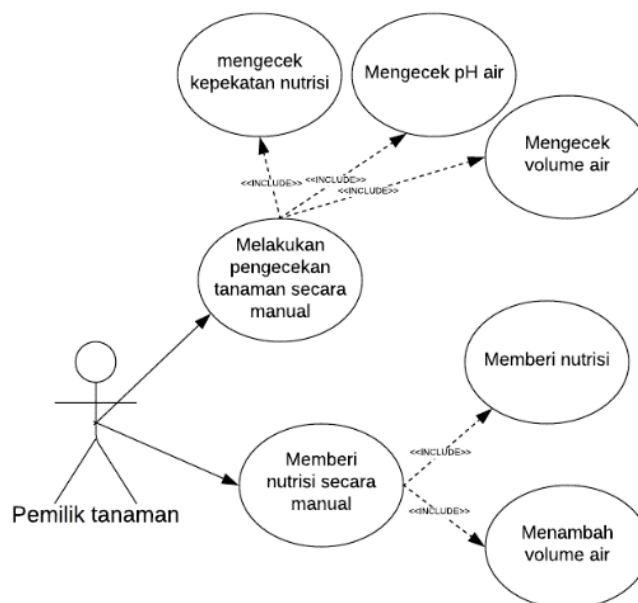 mengecek
kepekatan nutrisi
Mengecek pH air
Mengecek
volume air
<<INCLUDE>>
<<INCLUDE>>
<<INCLUDE>>
Melakukan
pengecekan
tanaman secara
manual
Memberi nutrisi
<<INCLUDE>>
Memberi
nutrisi secara
manual
<<INCLUDE>>
Menambah
volume air
Pemilik tanaman